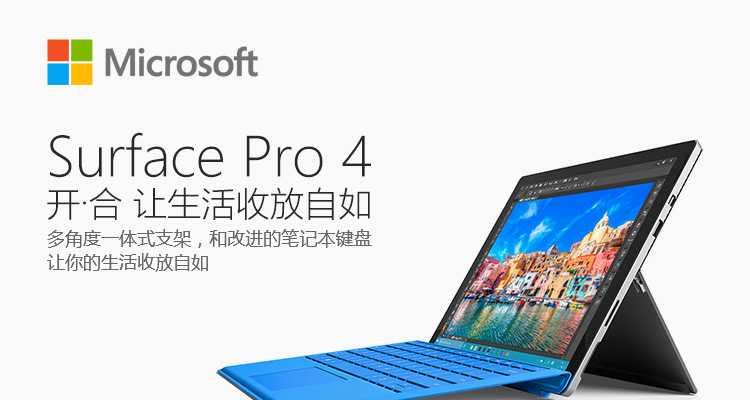 Microsoft
Surface Pro 4
开·合 让生活收放自如
多角度一体式支架，和改进的笔记本键盘
让你的生活收放自如